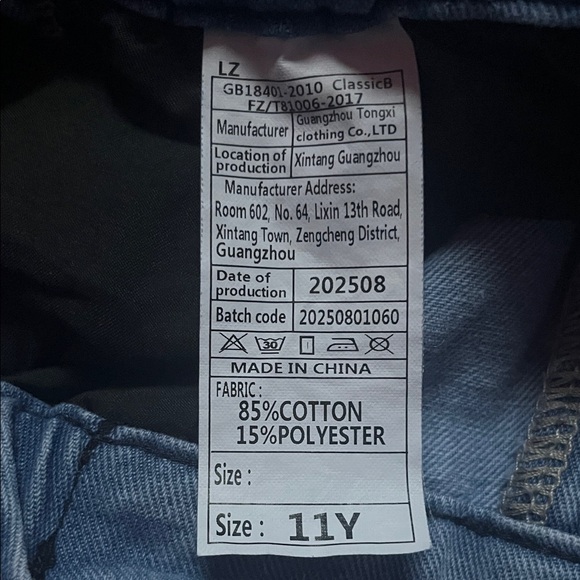 LZ
GB18401-2010 ClassicB
FZ/T81006-2017
Manufacturer Guangzhou Tongxi clothing Co.,LTD
Location of production Xintang Guangzhou
Manufacturer Address:
Room 602, No. 64, Lixin 13th Road,
Xintang Town, Zengcheng District,
Guangzhou
Date of production 202508
Batch code 20250801060
30
MADE IN CHINA
FABRIC:
85%COTTON
15%POLYESTER
Size:
Size: 11Y